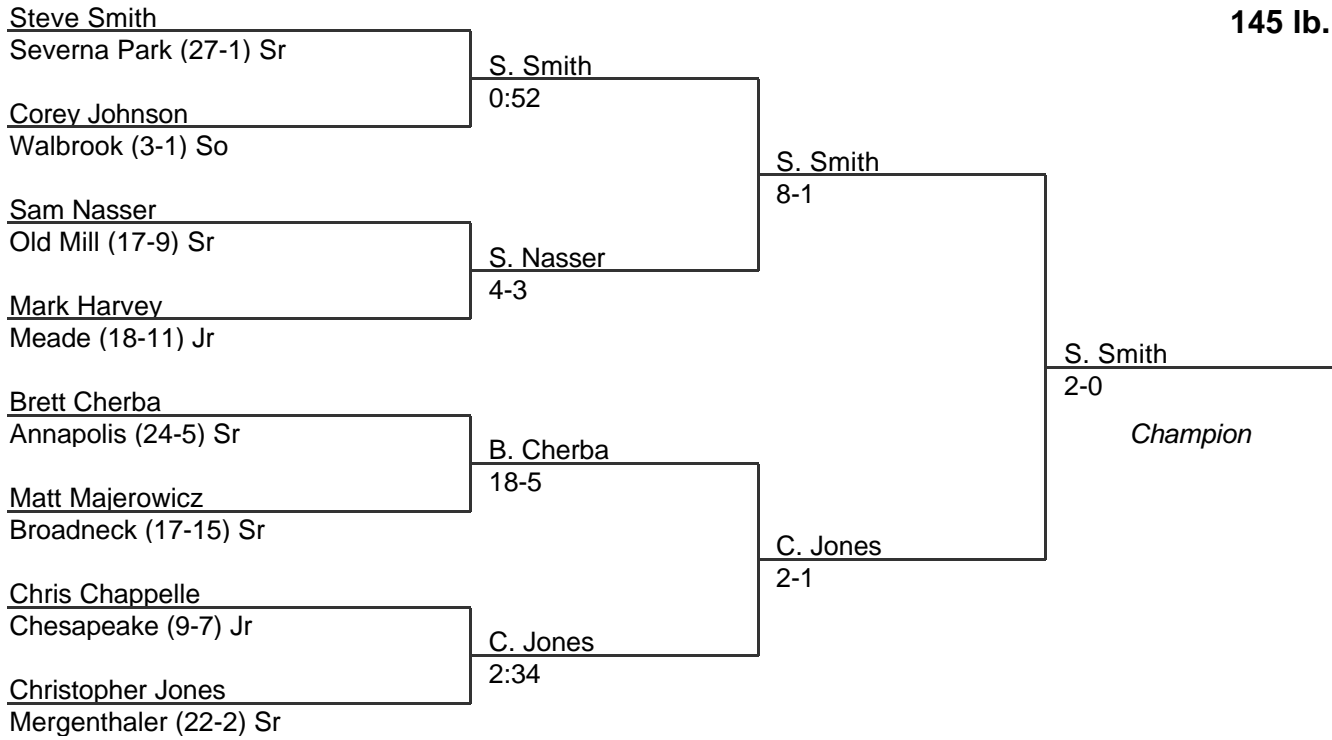 145 lb.
Steve Smith
Severna Park (27-1) Sr
S. Smith
0:52
Corey Johnson
Walbrook (3-1) So
S. Smith
8-1
Sam Nasser
Old Mill (17-9) Sr
S. Nasser
4-3
Mark Harvey
Meade (18-11) Jr
S. Smith
2-0
Champion
Brett Cherba
Annapolis (24-5) Sr
B. Cherba
18-5
Matt Majerowicz
Broadneck (17-15) Sr
C. Jones
2-1
Chris Chappelle
Chesapeake (9-7) Jr
C. Jones
2:34
Christopher Jones
Mergenthaler (22-2) Sr